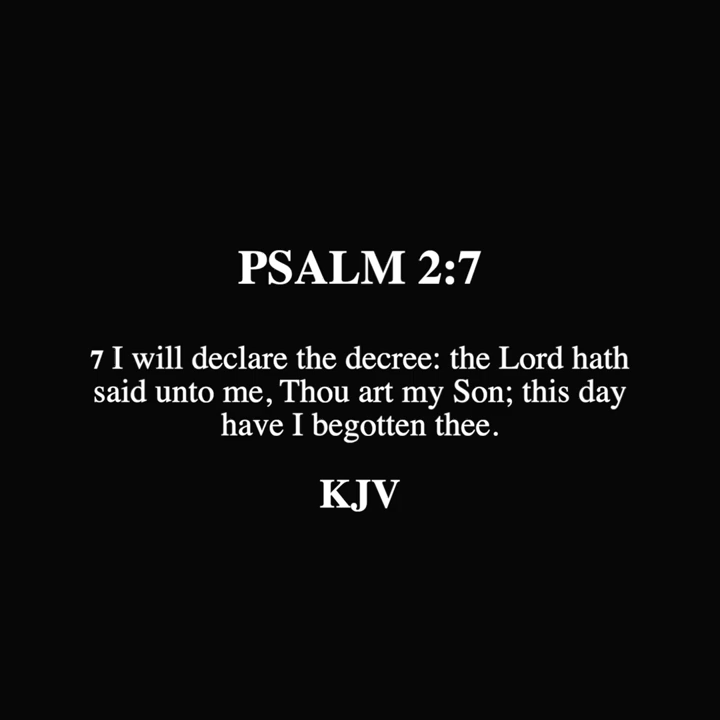 PSALM 2:7
7 I will declare the decree: the Lord hath
said unto me, Thou art my Son; this day
have I begotten thee.
KJV